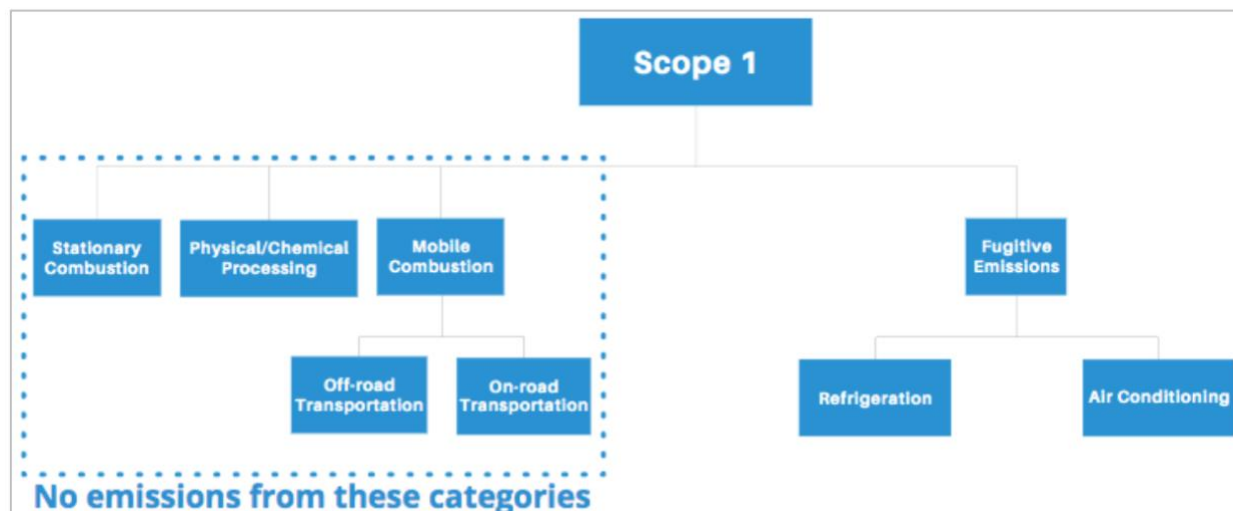 Scope 1
Stationary
Combustion
Physical/Chemical
Processing
Mobile
Combustion
Fugitive
Emissions
Off-road
Transportation
On-road
Transportation
Refrigeration
Air Conditioning
No emissions from these categories